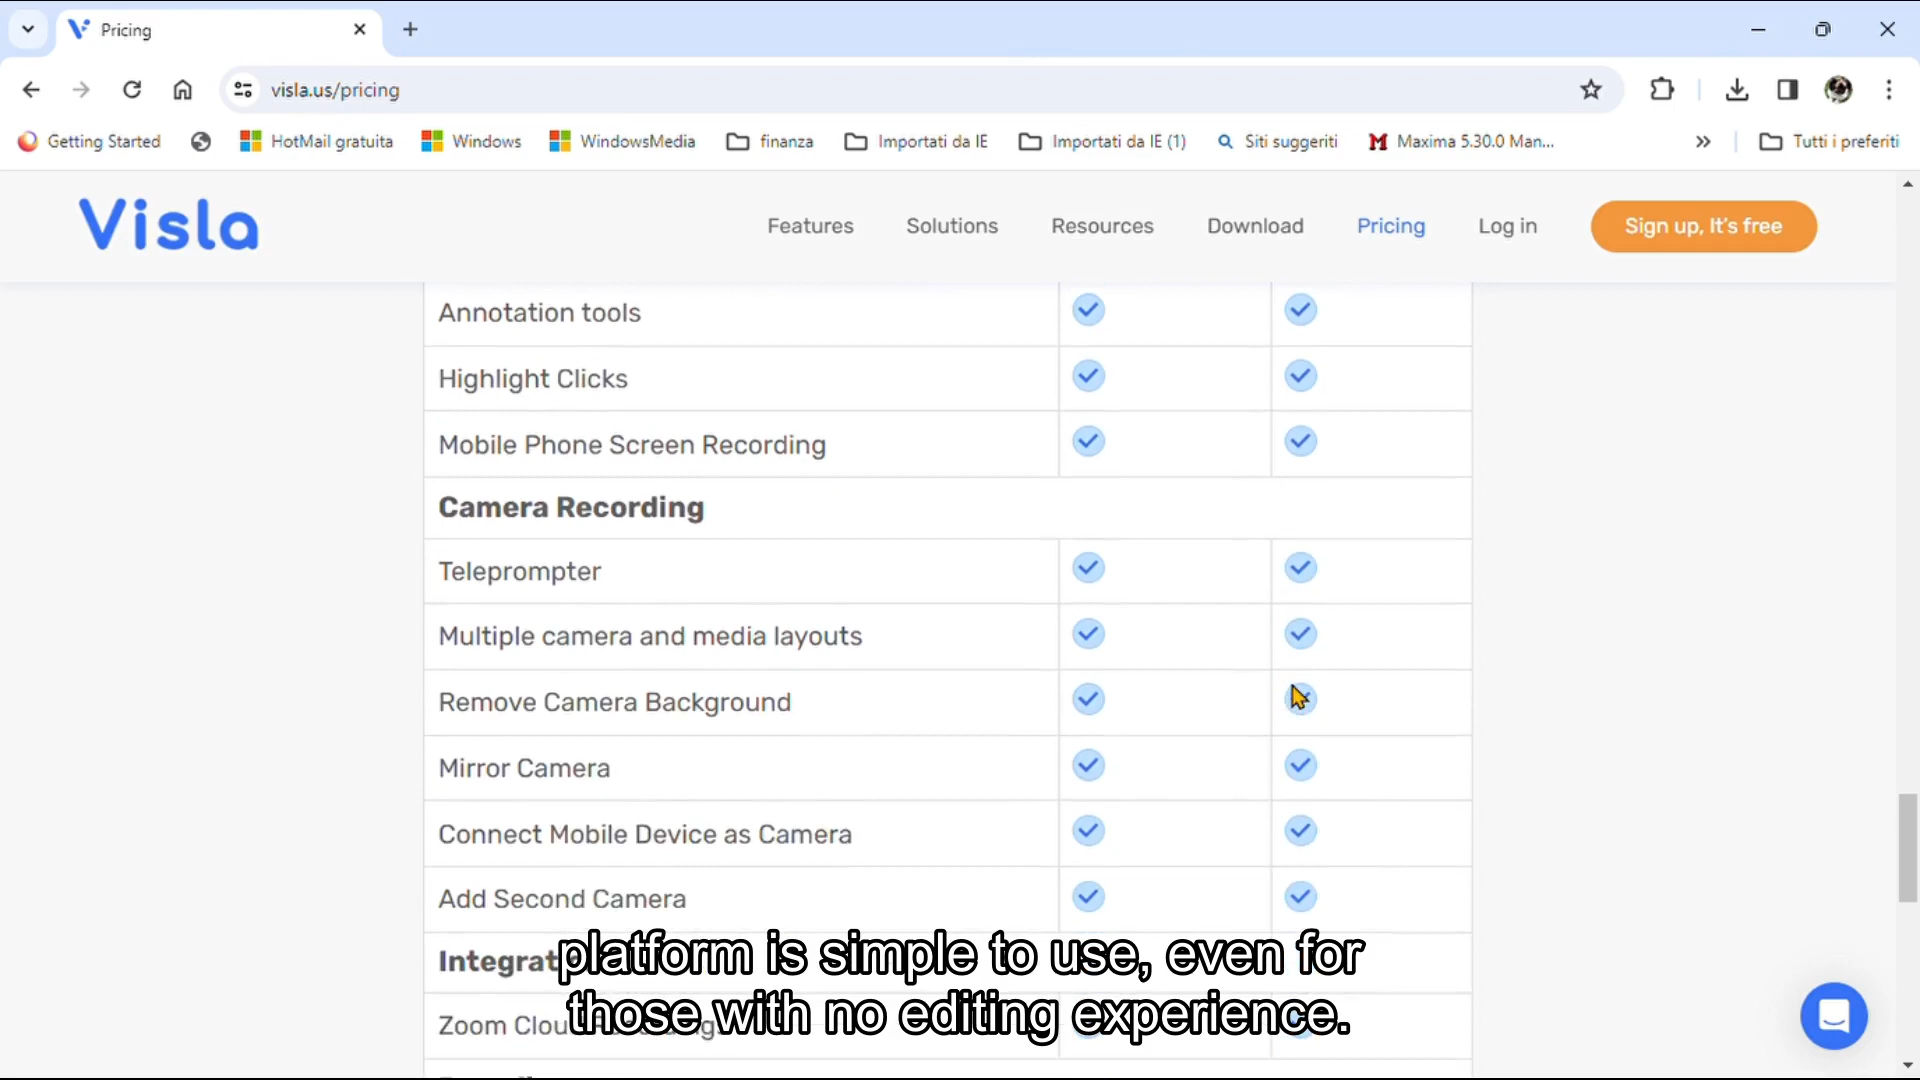 Pricing
visla.us/pricing
Getting Started
HotMail gratuita
Windows
WindowsMedia
finanza
Importati da IE
Importati da IE (1)
Siti suggeriti
Maxima 5.30.0 Man...
Tutti i preferiti
Visla
Features
Solutions
Resources
Download
Pricing
Log in
Sign up, It's free
Annotation tools
Highlight Clicks
Mobile Phone Screen Recording
Camera Recording
Teleprompter
Multiple camera and media layouts
Remove Camera Background
Mirror Camera
Connect Mobile Device as Camera
Add Second Camera
platform is simple to use, even for
those with no editing experience.
Zoom